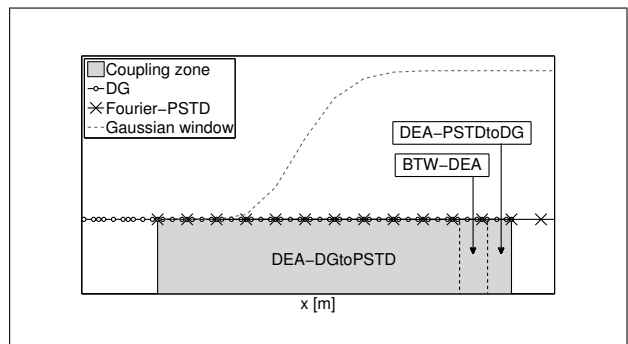 Coupling zone
DG
Fourier−PSTD
Gaussian window
DEA−PSTDtoDG
BTW−DEA
DEA−DGtoPSTD
x [m]